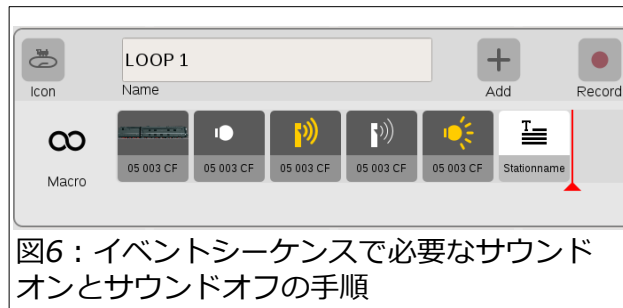 LOOP 1
Icon
Name
Add
Record
Macro
05 003 CF
05 003 CF
05 003 CF
05 003 CF
05 003 CF
Stationname
図6：イベントシーケンスで必要なサウンド
オンとサウンドオフの手順